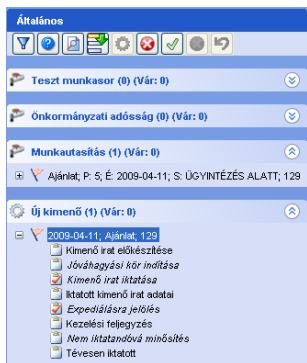 Általános
Teszt munkasor (0) (Vár: 0)
Önkormányzati adósság (0) (Vár: 0)
Munkautasítás (1) (Vár: 0)
Ajánlat; P: 5; É: 2009-04-11; S: ÜGYINTÉZÉS ALATT; 129
Új kimenő (1) (Vár: 0)
2009-04-11; Ajánlat; 129
Kimenő irat előkészítése
Jóváhagyási kör indítása
Kimenő irat iktatása
Iktatott kimenő irat adatai
Expediálásra jelölés
Kezelési feljegyzés
Nem iktatandóvá minősítés
Tévesen iktatott